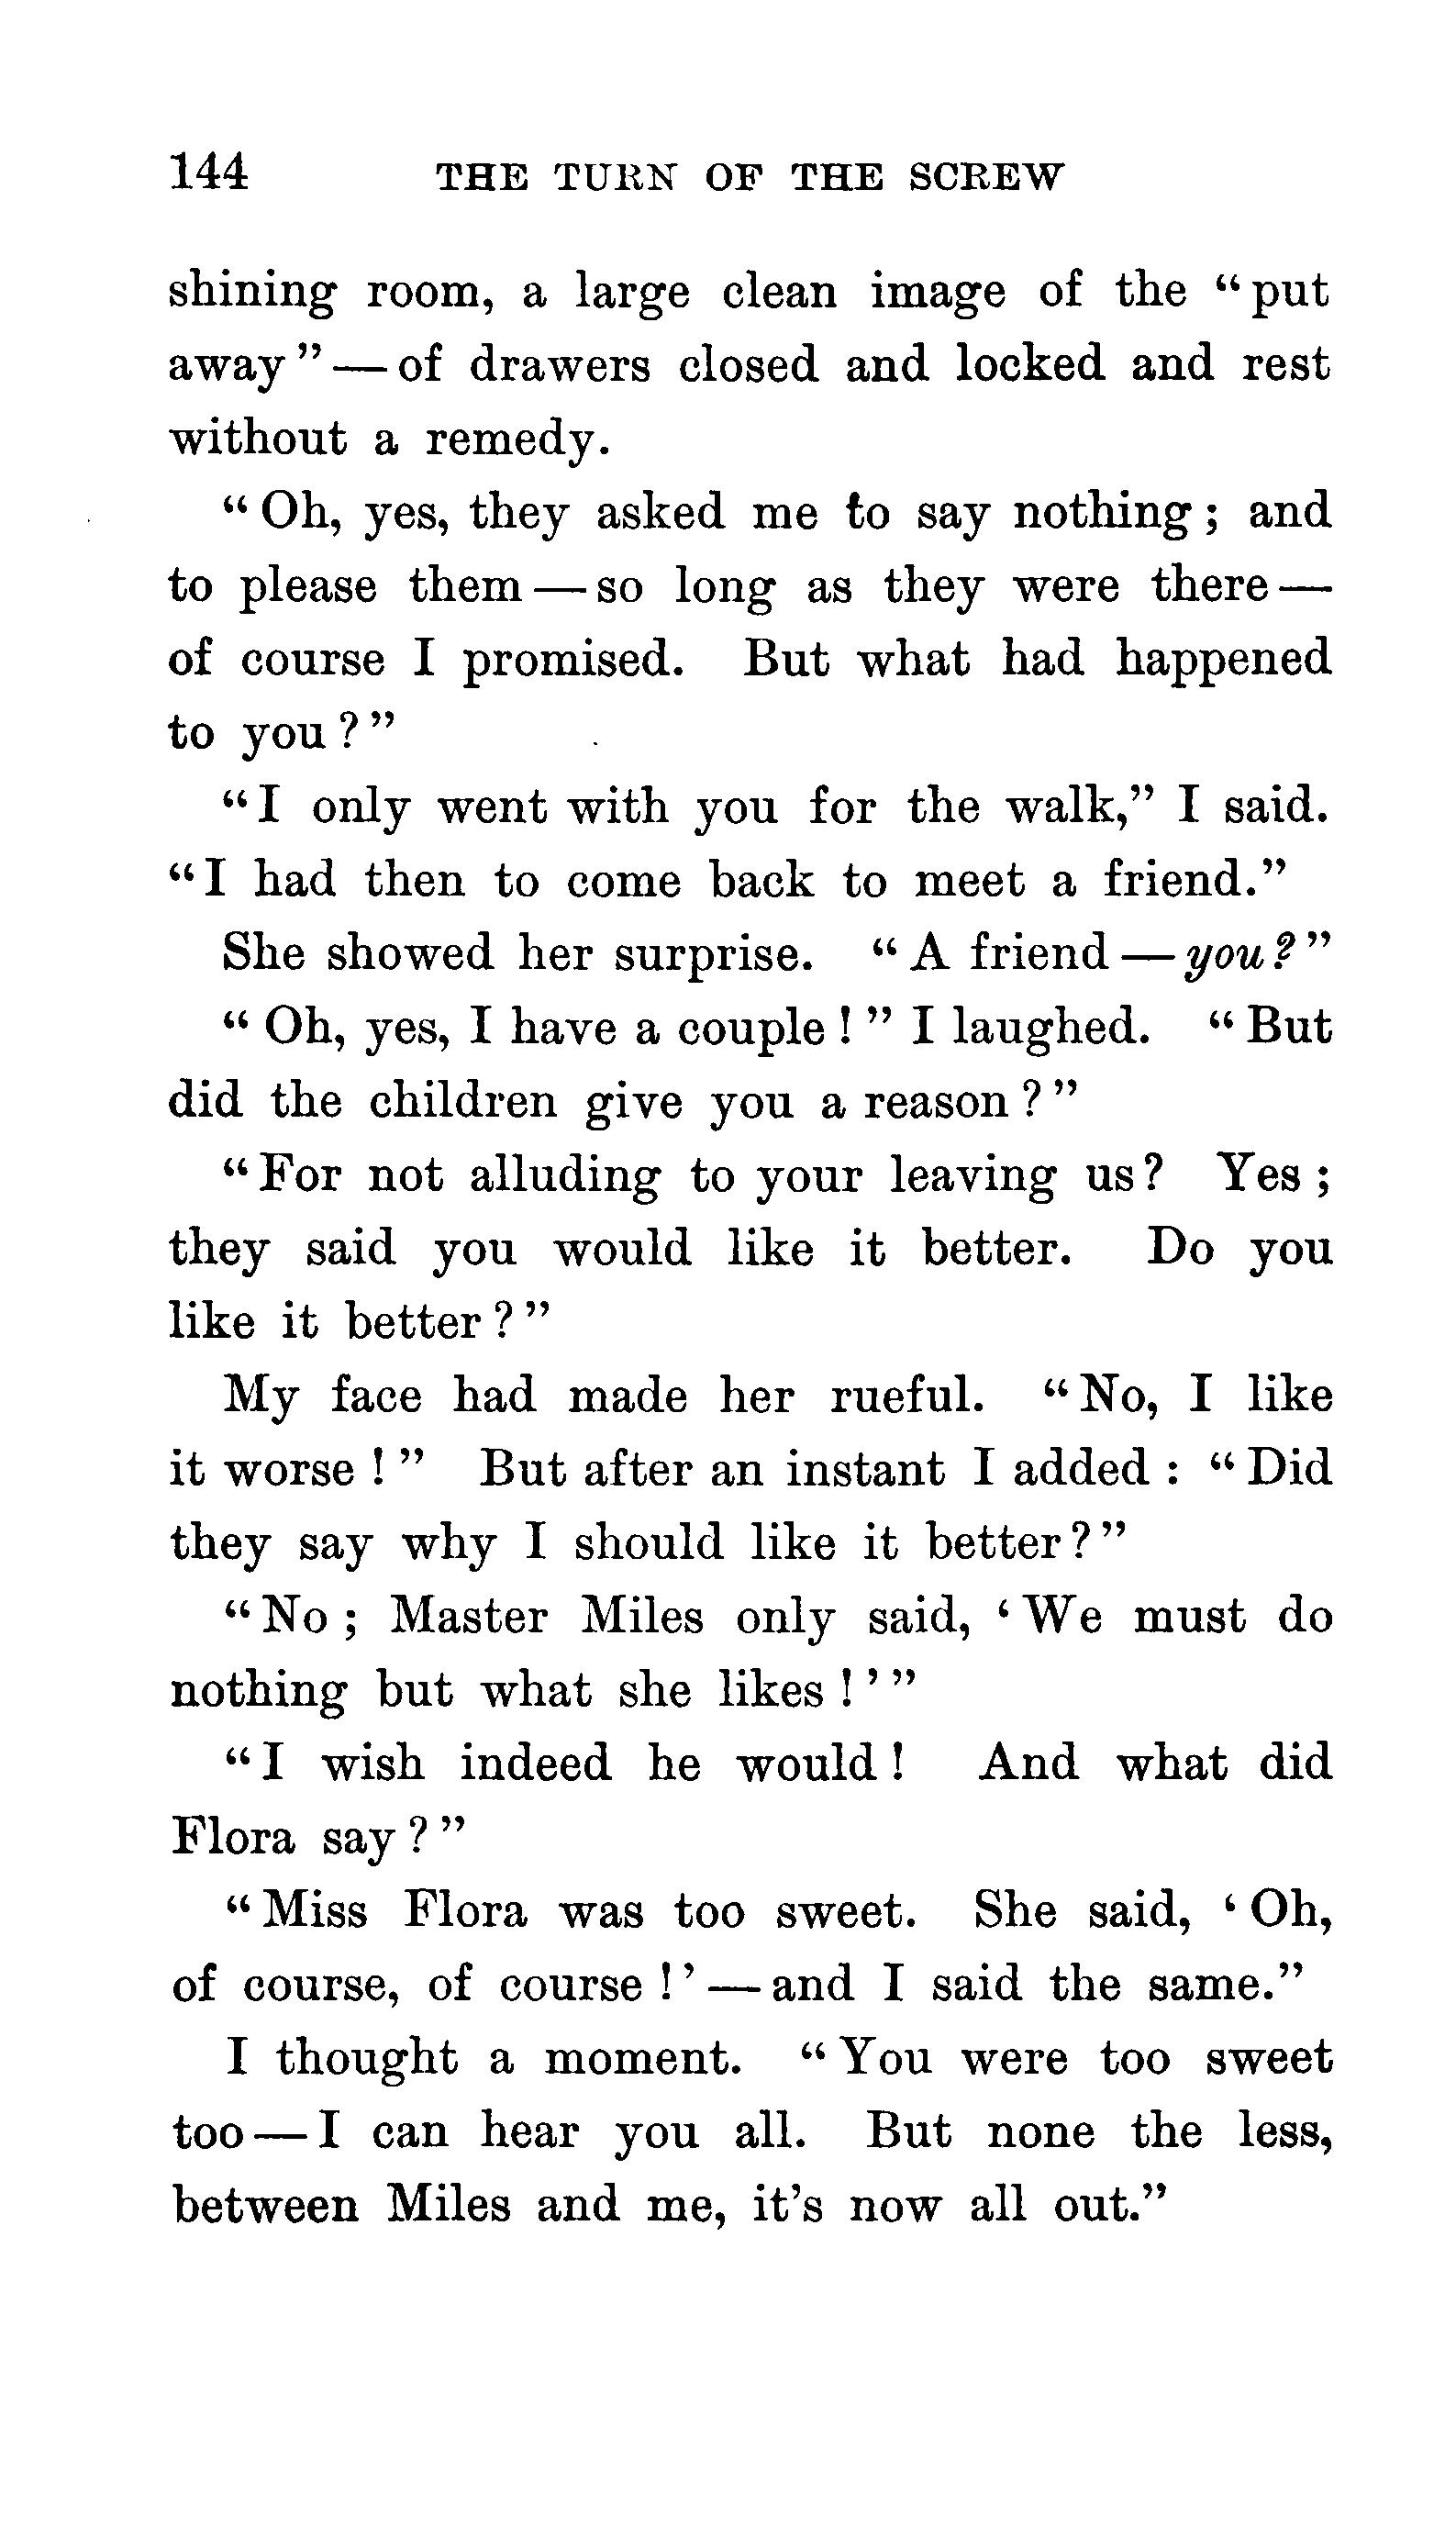 144 THE TURN OF THE SCREW
shining room, a large clean image of the “put
away”—of drawers closed and locked and rest
without a remedy.
“Oh, yes, they asked me to say nothing; and
to please them—so long as they were there—
of course I promised. But what had happened
to you?”
“I only went with you for the walk,” I said.
“I had then to come back to meet a friend.”
She showed her surprise. “A friend—you?”
“Oh, yes, I have a couple!” I laughed. “But
did the children give you a reason?”
“For not alluding to your leaving us? Yes;
they said you would like it better. Do you
like it better?”
My face had made her rueful. “No, I like
it worse!” But after an instant I added: “Did
they say why I should like it better?”
“No; Master Miles only said, ‘We must do
nothing but what she likes!’”
“I wish indeed he would! And what did
Flora say?”
“Miss Flora was too sweet. She said, ‘Oh,
of course, of course!’—and I said the same.”
I thought a moment. “You were too sweet
too—I can hear you all. But none the less,
between Miles and me, it’s now all out.”